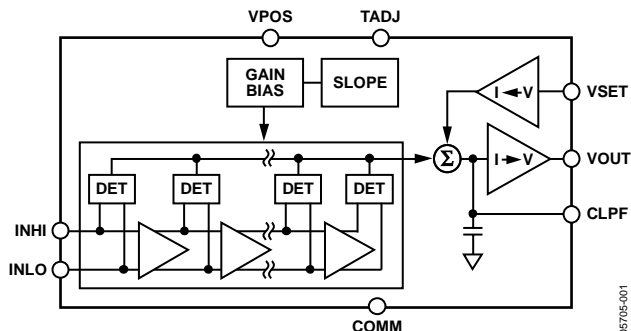 VPOS
TADJ
GAIN
BIAS
SLOPE
I
V
VSET
Σ
I
V
VOUT
DET
DET
DET
DET
CLPF
INHI
INLO
COMM
05705-001